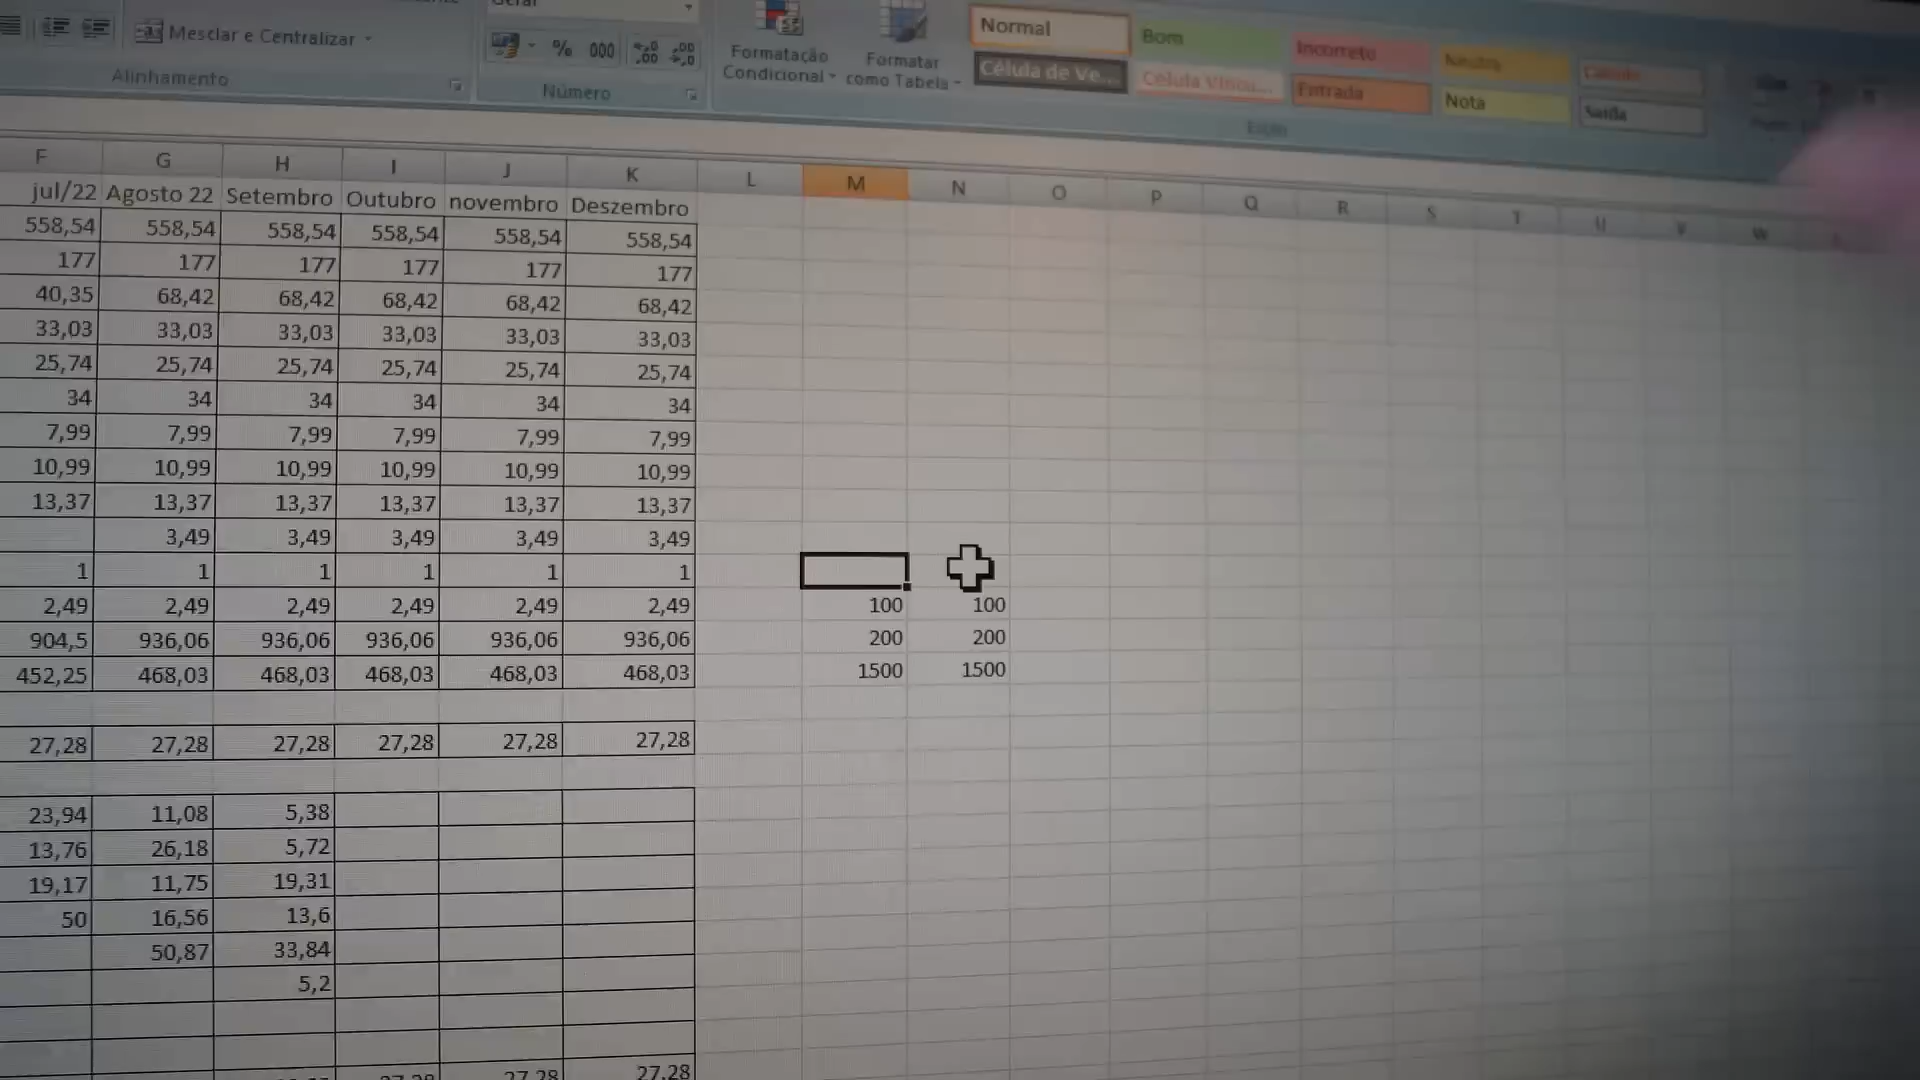 Geral
Mesclar e Centralizar
% 000
Formatação Condicional
Formatar como Tabela
Normal
Bom
Incorreto
Neutra
Cálculo
Célula de Ve...
Célula Vincu...
Entrada
Nota
Saída
Alinhamento
Número
Estilo
F G H I J K L M N O P Q R S T U V W
jul/22 Agosto 22 Setembro Outubro novembro Deszembro
558,54 558,54 558,54 558,54 558,54 558,54
177 177 177 177 177 177
40,35 68,42 68,42 68,42 68,42 68,42
33,03 33,03 33,03 33,03 33,03 33,03
25,74 25,74 25,74 25,74 25,74 25,74
34 34 34 34 34 34
7,99 7,99 7,99 7,99 7,99 7,99
10,99 10,99 10,99 10,99 10,99 10,99
13,37 13,37 13,37 13,37 13,37 13,37
3,49 3,49 3,49 3,49 3,49
1 1 1 1 1 1
2,49 2,49 2,49 2,49 2,49 2,49 100 100
904,5 936,06 936,06 936,06 936,06 936,06 200 200
452,25 468,03 468,03 468,03 468,03 468,03 1500 1500
27,28 27,28 27,28 27,28 27,28 27,28
23,94 11,08 5,38
13,76 26,18 5,72
19,17 11,75 19,31
50 16,56 13,6
50,87 33,84
5,2
27,28 27,28 27,28